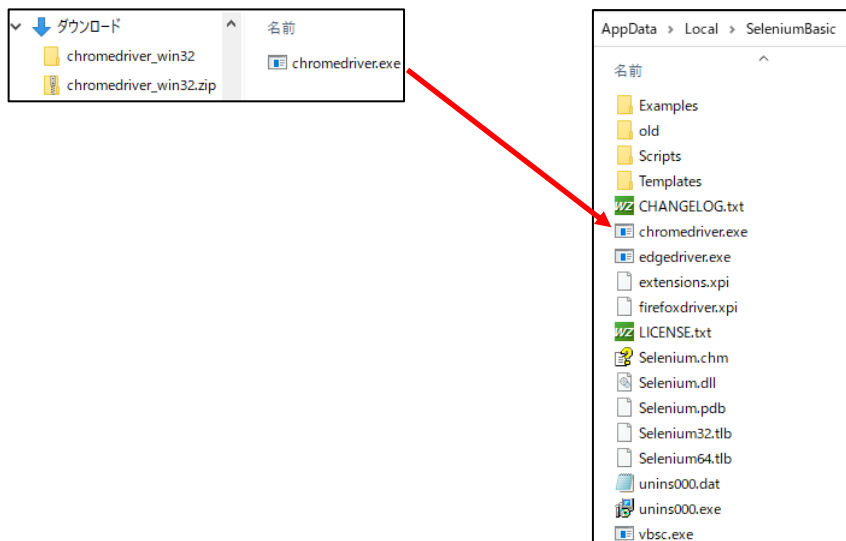 ダウンロード
chromedriver_win32
chromedriver_win32.zip
名前
chromedriver.exe
AppData > Local > SeleniumBasic
名前
Examples
old
Scripts
Templates
WZ CHANGELOG.txt
chromedriver.exe
edgedriver.exe
extensions.xpi
firefoxdriver.xpi
WZ LICENSE.txt
Selenium.chm
Selenium.dll
Selenium.pdb
Selenium32.tlb
Selenium64.tlb
unins000.dat
unins000.exe
vbsc.exe